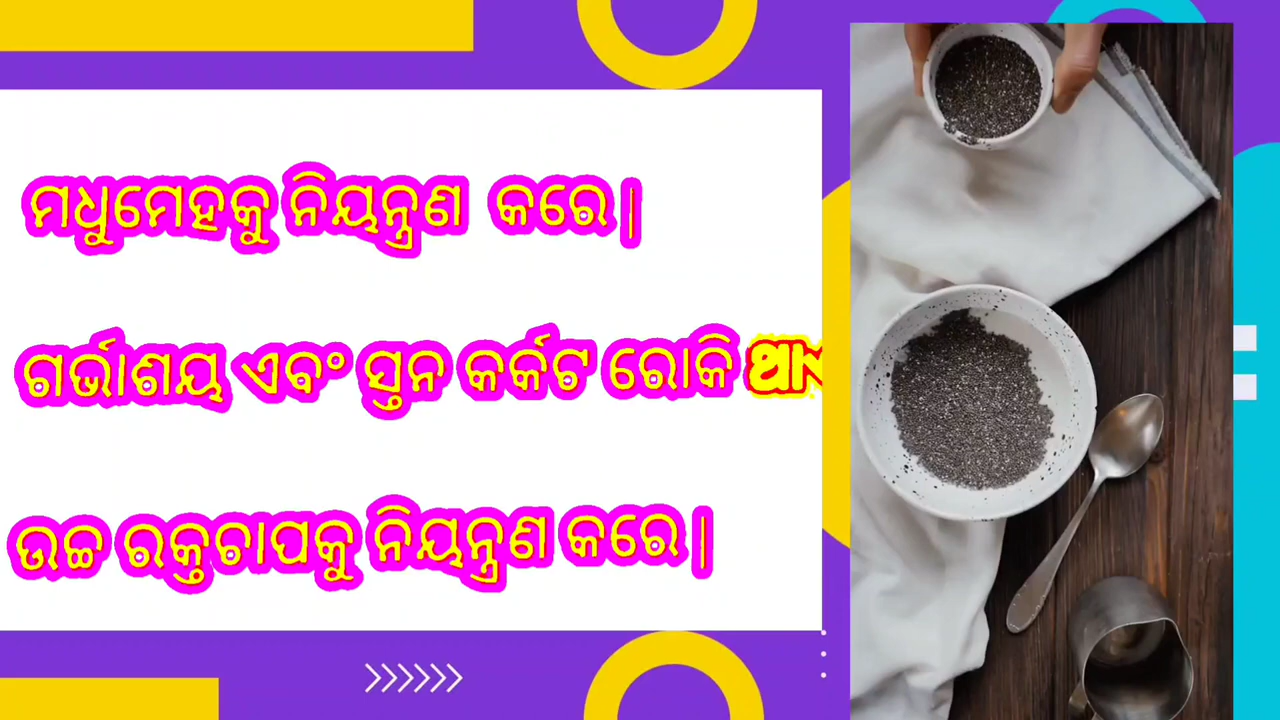 ମଧୁମେହକୁ ନିୟନ୍ତ୍ରଣ କରେ|
ଗର୍ଭାଶୟ ଏବଂ ସ୍ତନ କର୍କଟ ରୋକି
ଉଚ୍ଚ ରକ୍ତଚାପକୁ ନିୟନ୍ତ୍ରଣ କରେ|